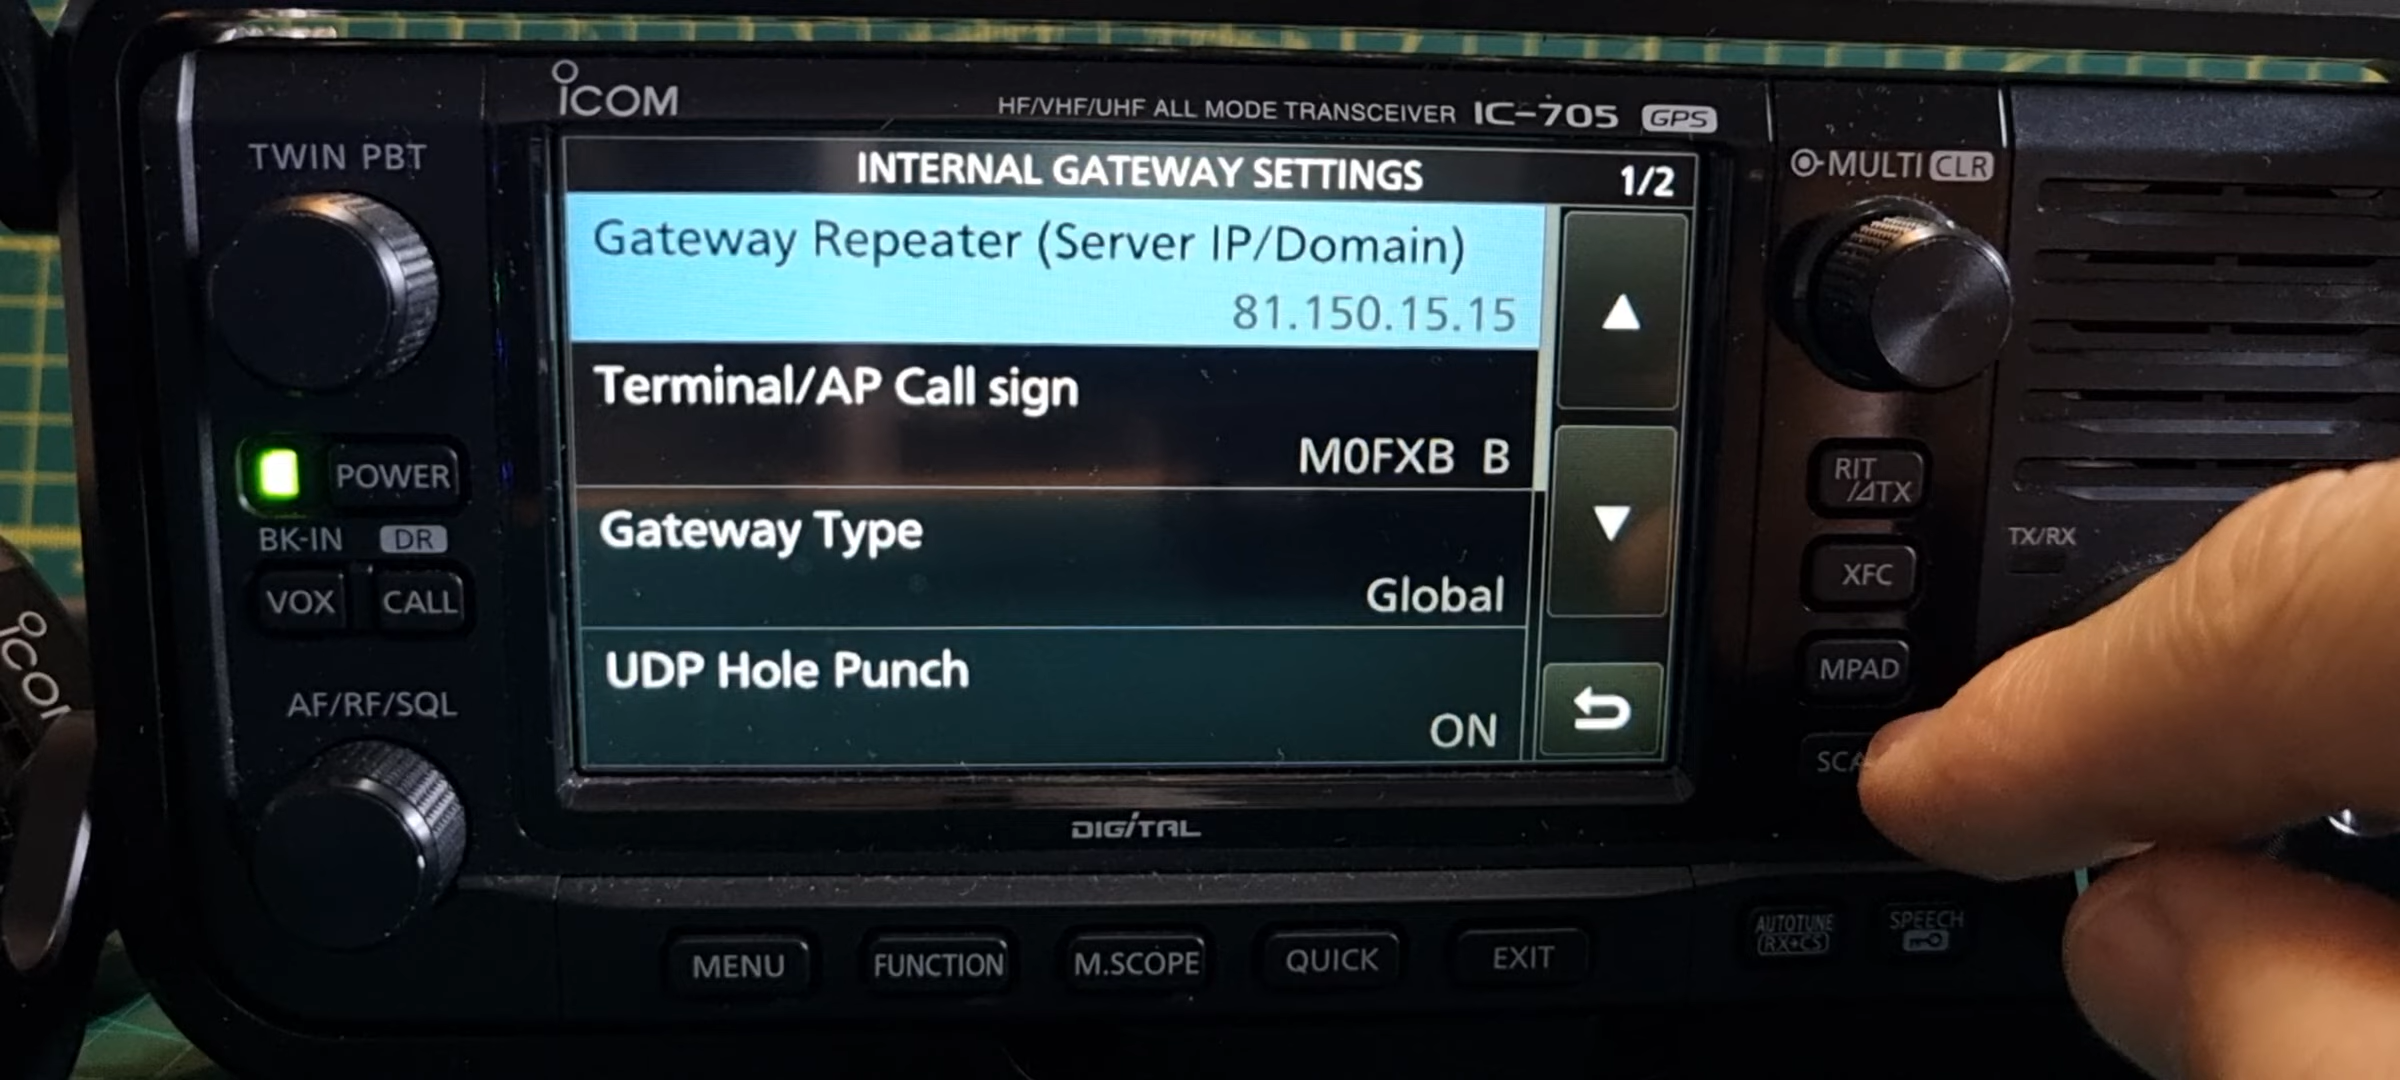 ICOM
HF/VHF/UHF ALL MODE TRANSCEIVER IC-705 GPS
TWIN PBT
INTERNAL GATEWAY SETTINGS 1/2
MULTI CLR
Gateway Repeater (Server IP/Domain)
81.150.15.15
Terminal/AP Call sign
M0FXB B
POWER
RIT
/⊿TX
Gateway Type
Global
BK-IN DR
TX/RX
VOX CALL
XFC
UDP Hole Punch
ON
MPAD
AF/RF/SQL
ICOM
DIGITAL
MENU FUNCTION M.SCOPE QUICK EXIT
AUTOTUNE
(RX→CS)
SPEECH